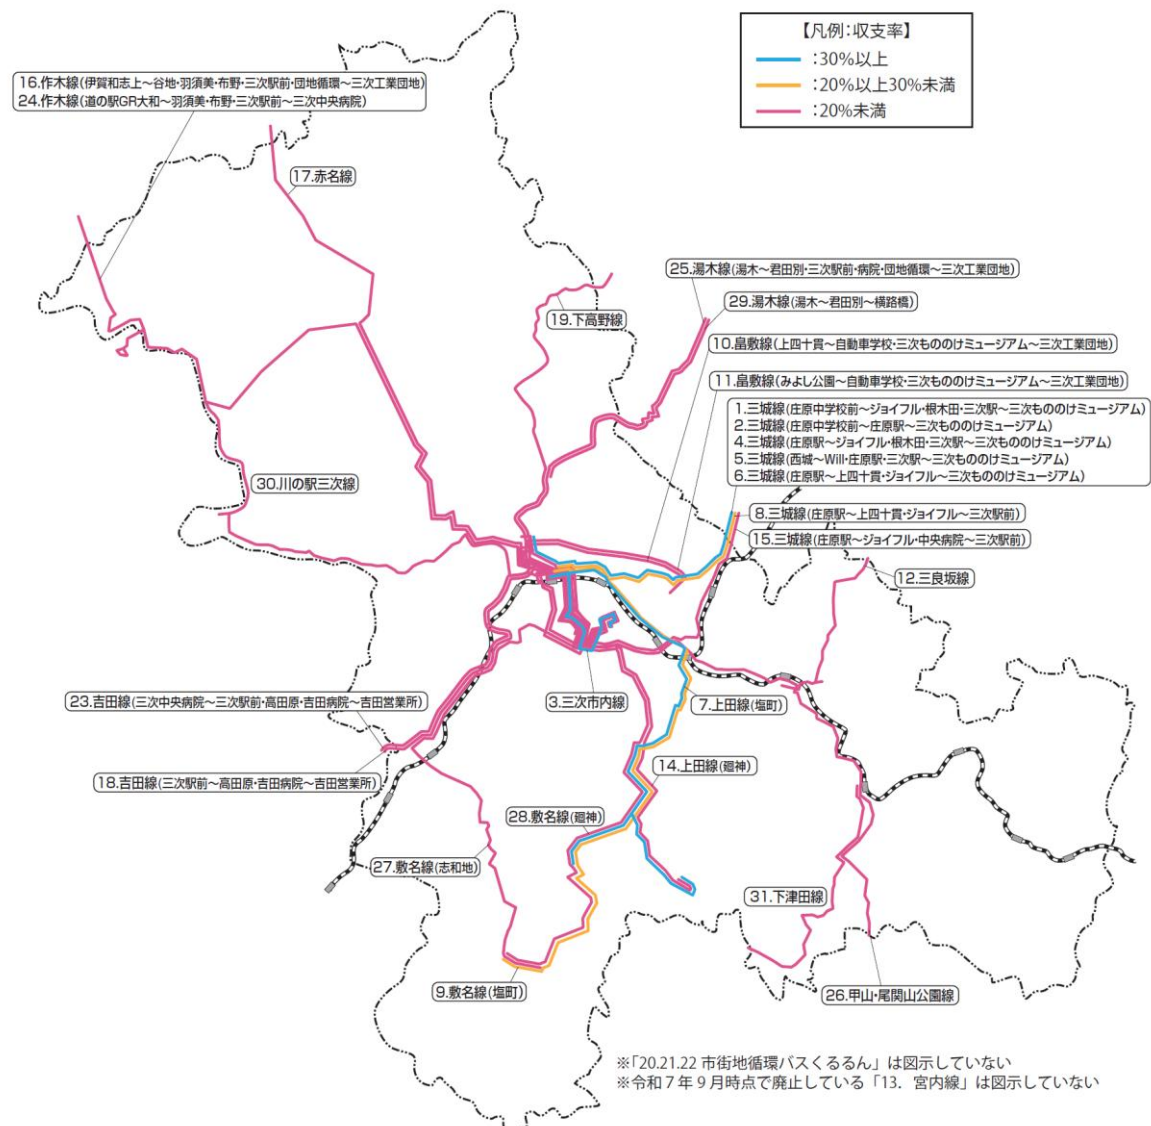 【凡例:収支率】
:30%以上
:20%以上30%未満
:20%未満
16.作木線(伊賀和志上～谷地・羽須美・布野・三次駅前・団地循環～三次工業団地)
24.作木線(道の駅GR大和～羽須美・布野・三次駅前～三次中央病院)
17.赤名線
25.湯木線(湯木～君田別・三次駅前・病院・団地循環～三次工業団地)
29.湯木線(湯木～君田別～横路橋)
19.下高野線
10.畠敷線(上四十貫～自動車学校・三次もののけミュージアム～三次工業団地)
11.畠敷線(みよし公園～自動車学校・三次もののけミュージアム～三次工業団地)
1.三城線(庄原中学校前～ジョイフル・根木田・三次駅～三次もののけミュージアム)
2.三城線(庄原中学校前～庄原駅～三次もののけミュージアム)
4.三城線(庄原駅～ジョイフル・根木田・三次駅～三次もののけミュージアム)
5.三城線(西城～Will・庄原駅・三次駅～三次もののけミュージアム)
6.三城線(庄原駅～上四十貫・ジョイフル～三次もののけミュージアム)
30.川の駅三次線
8.三城線(庄原駅～上四十貫・ジョイフル～三次駅前)
15.三城線(庄原駅～ジョイフル・中央病院～三次駅前)
12.三良坂線
23.吉田線(三次中央病院～三次駅前・高田原・吉田病院～吉田営業所)
3.三次市内線
7.上田線(塩町)
18.吉田線(三次駅前～高田原・吉田病院～吉田営業所)
14.上田線(廻神)
28.敷名線(廻神)
27.敷名線(志和地)
31.下津田線
9.敷名線(塩町)
26.甲山・尾関山公園線
※「20.21.22 市街地循環バスくるるん」は図示していない
※令和7年9月時点で廃止している「13. 宮内線」は図示していない